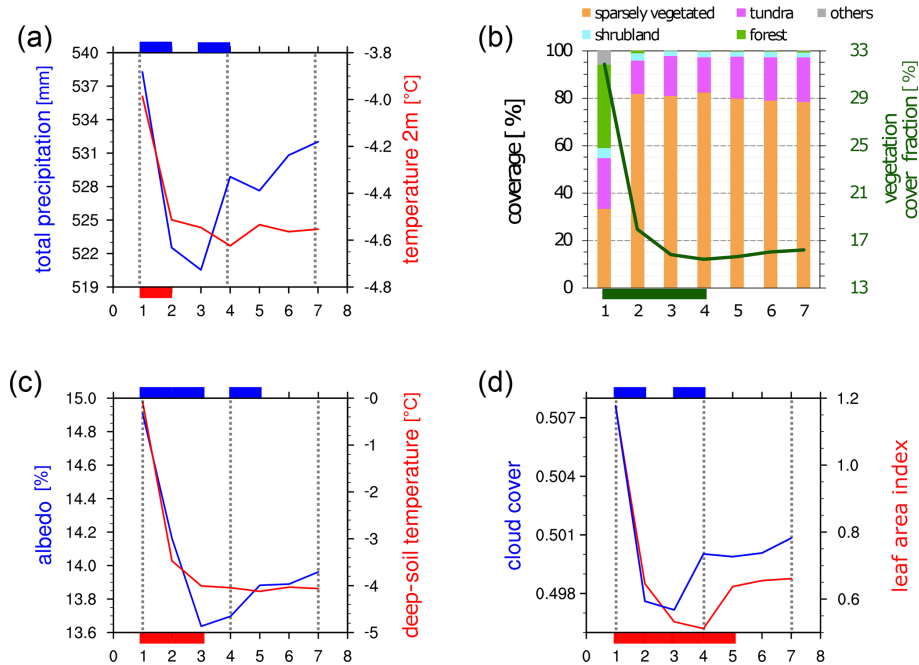 (a)
540
537
534
531
528
525
522
519
total precipitation [mm]
-3.8
-4.0
-4.2
-4.4
-4.6
-4.8
temperature 2m [°C]
0 1 2 3 4 5 6 7 8
(b)
sparsely vegetated tundra others
shrubland forest
100
80
60
40
20
0
coverage [ %]
33
29
25
21
17
13
vegetation
cover fraction [ %]
1 2 3 4 5 6 7
(c)
15.0
14.8
14.6
14.4
14.2
14.0
13.8
13.6
albedo [%]
-0
-1
-2
-3
-4
-5
deep-soil temperature [°C]
0 1 2 3 4 5 6 7 8
(d)
0.507
0.504
0.501
0.498
cloud cover
1.2
1.0
0.8
0.6
leaf area index
0 1 2 3 4 5 6 7 8